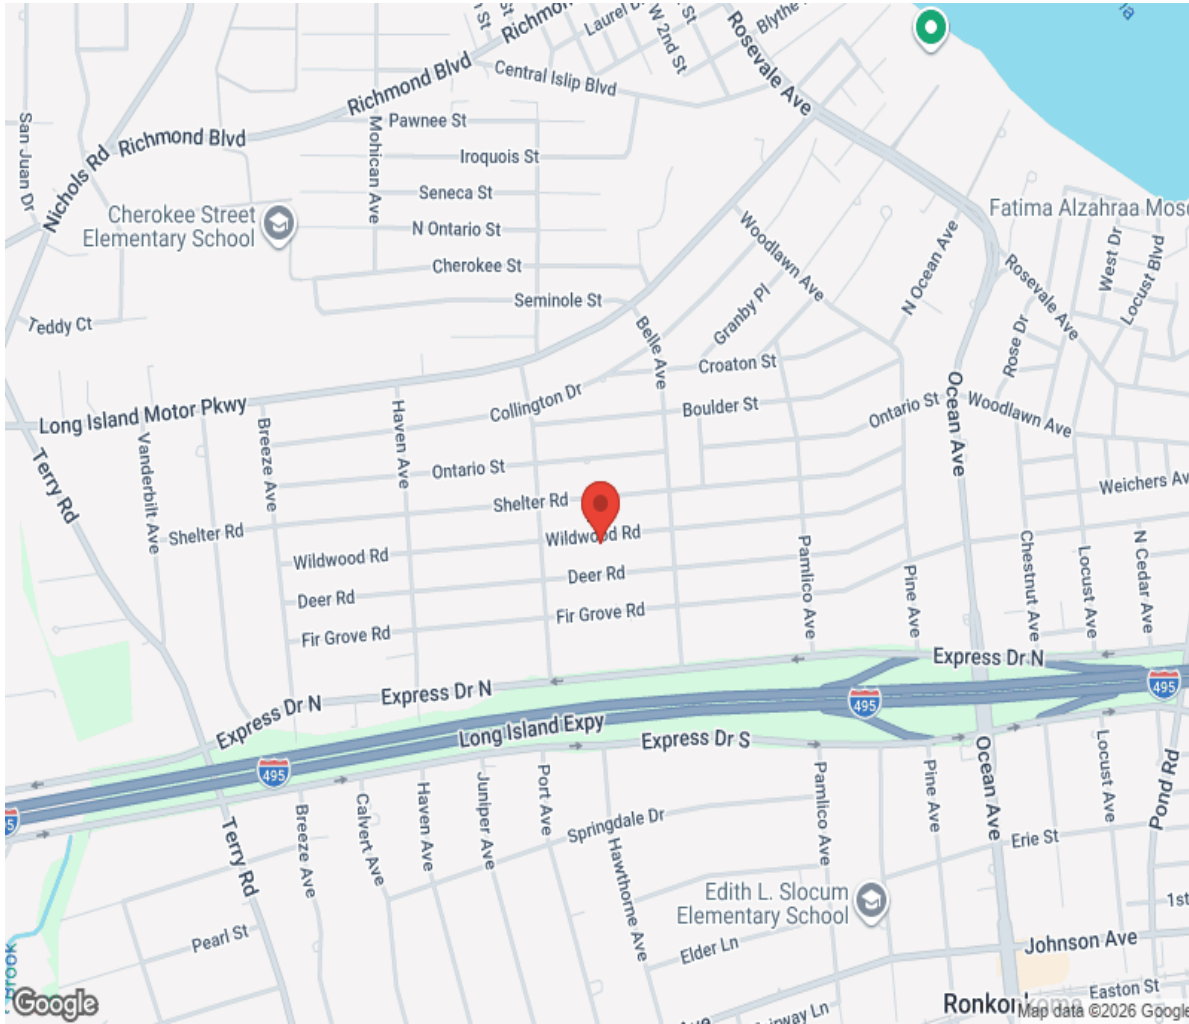 Richmond
Laurel
W 2nd St
Blythe
Rosevale Ave
Richmond Blvd
Central Islip Blvd
San Juan Dr
Richmond Blvd
Nichols Rd
Mohican Ave
Pawnee St
Iroquois St
Seneca St
N Ontario St
Cherokee St
Seminole St
Cherokee Street
Elementary School
Fatima Alzahraa
West Dr
Locust Blvd
Woodlawn Ave
N Ocean Ave
Rosevale Ave
Granby Pl
Belle Ave
Rose Dr
Teddy Ct
Croaton St
Collington Dr
Boulder St
Ontario St
Ocean Ave
Woodlawn Ave
Long Island Motor Pkwy
Haven Ave
Breeze Ave
Vanderbilt Ave
Terry Rd
Ontario St
Shelter Rd
Shelter Rd
Weichers
Wildwood Rd
Wildwood Rd
Deer Rd
Deer Rd
Fir Grove Rd
Fir Grove Rd
Pamlico Ave
Pine Ave
Chestnut Ave
Locust Ave
N Cedar Ave
Express Dr N
Express Dr N
Express Dr N
495
495
495
Long Island Expy
Express Dr S
Breeze Ave
Calvert Ave
Haven Ave
Juniper Ave
Port Ave
Springdale Dr
Hawthorne Ave
Pamlico Ave
Pine Ave
Ocean Ave
Locust Ave
Pond Rd
Erie St
Terry Rd
Pearl St
Edith L. Slocum
Elementary School
Elder Ln
Johnson Ave
1st
Easton St
Brook
Ronkonkoma
Google
Map data ©2026 Google